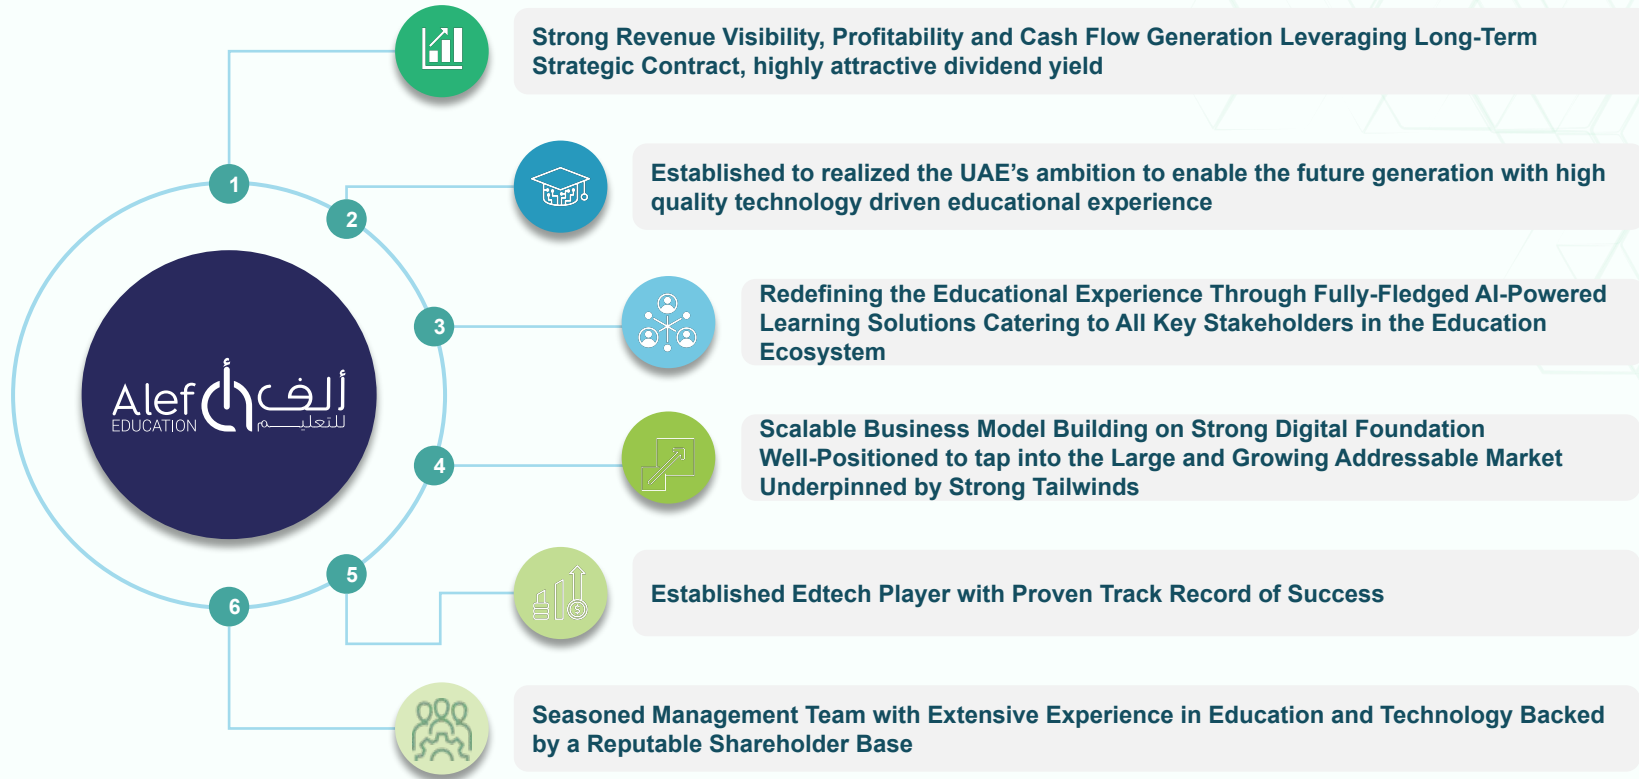 Strong Revenue Visibility, Profitability and Cash Flow Generation Leveraging Long-Term
Strategic Contract, highly attractive dividend yield
1
2
Established to realized the UAE’s ambition to enable the future generation with high
quality technology driven educational experience
3
Redefining the Educational Experience Through Fully-Fledged AI-Powered
Learning Solutions Catering to All Key Stakeholders in the Education
Ecosystem
Alef ألف
EDUCATION للتعليم
4
Scalable Business Model Building on Strong Digital Foundation
Well-Positioned to tap into the Large and Growing Addressable Market
Underpinned by Strong Tailwinds
5
Established Edtech Player with Proven Track Record of Success
6
Seasoned Management Team with Extensive Experience in Education and Technology Backed
by a Reputable Shareholder Base